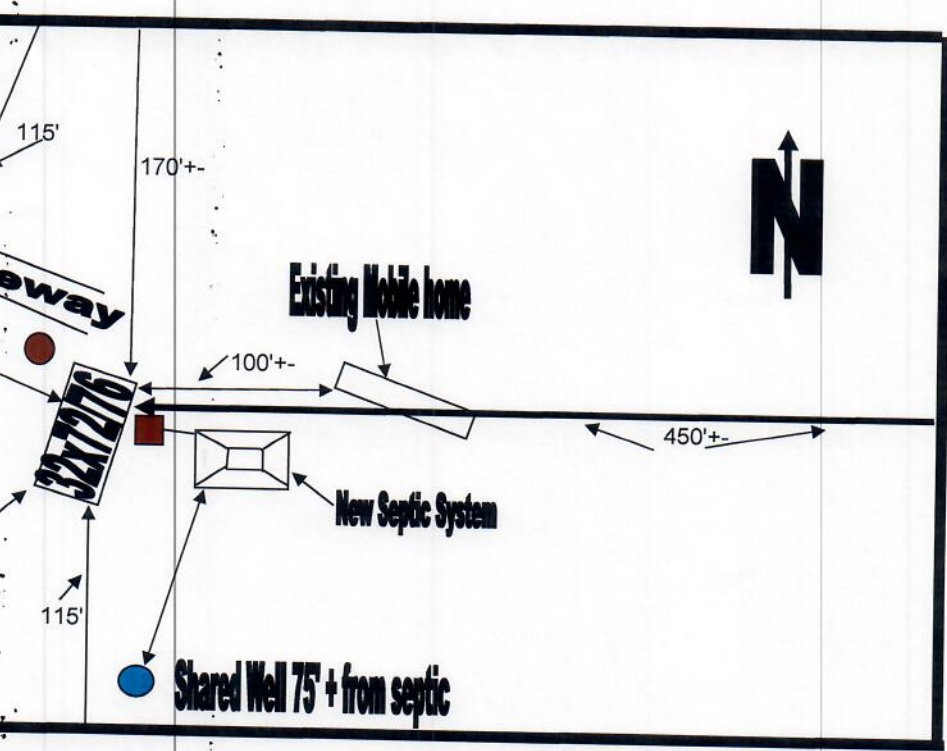 115'
170'+-
N
eway
Existing Mobile home
100'+-
32x72/76
450'+-
New Septic System
115'
Shared Well 75' + from septic